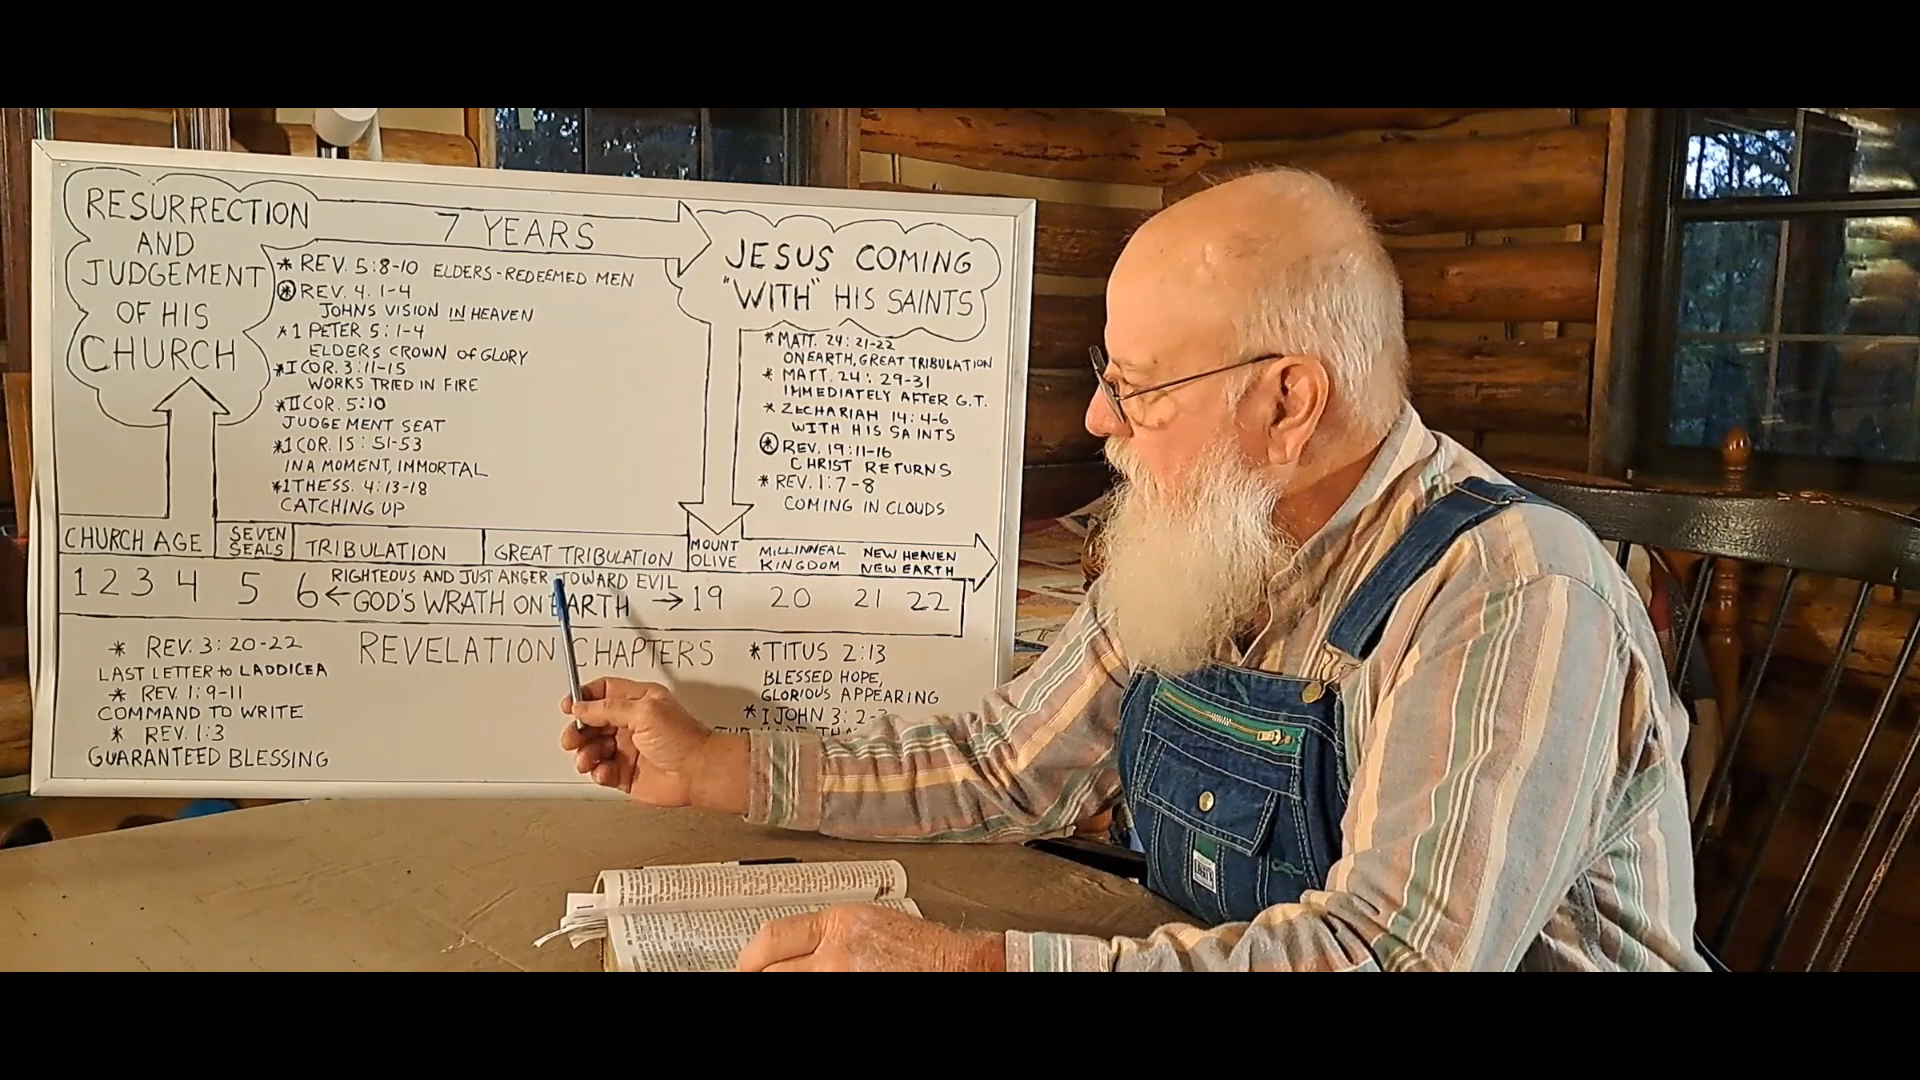 RESURRECTION
AND
JUDGEMENT
OF HIS
CHURCH
7 YEARS
JESUS COMING
"WITH" HIS SAINTS
* REV. 5:8-10 ELDERS-REDEEMED MEN
* REV. 4. 1-4
JOHNS VISION IN HEAVEN
* 1 PETER 5:1-4
ELDERS CROWN OF GLORY
* I COR. 3:11-15
WORKS TRIED IN FIRE
* II COR. 5:10
JUDGEMENT SEAT
* 1 COR. 15:51-53
IN A MOMENT, IMMORTAL
* 1 THESS. 4:13-18
CATCHING UP
* MATT. 24:21-22
ON EARTH, GREAT TRIBULATION
* MATT. 24:29-31
IMMEDIATELY AFTER G.T.
* ZECHARIAH 14:4-6
WITH HIS SAINTS
* REV. 19:11-16
CHRIST RETURNS
* REV. 1:7-8
COMING IN CLOUDS
CHURCH AGE
SEVEN
SEALS
TRIBULATION
GREAT TRIBULATION
MOUNT
OLIVE
MILLINNEAL
KINGDOM
NEW HEAVEN
NEW EARTH
RIGHTEOUS AND JUST ANGER TOWARD EVIL
1 2 3 4 5 6 ← GOD'S WRATH ON EARTH → 19 20 21 22
REVELATION CHAPTERS
* REV. 3:20-22
LAST LETTER to LADDICEA
* REV. 1:9-11
COMMAND TO WRITE
* REV. 1:3
GUARANTEED BLESSING
* TITUS 2:13
BLESSED HOPE,
GLORIOUS APPEARING
* I JOHN 3:2-